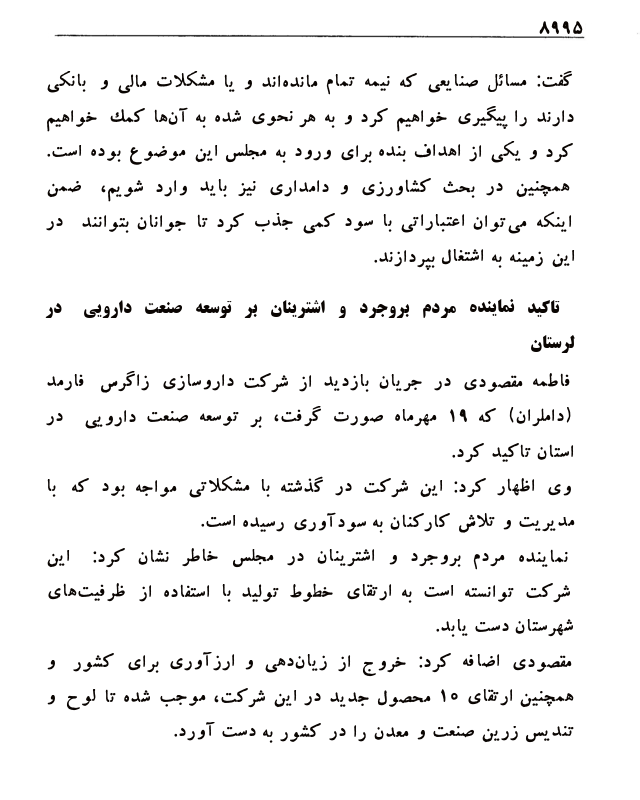 ۸۹۹۵
گفت: مسائل صنایعی که نیمه تمام مانده‌اند و یا مشکلات مالی و بانکی
دارند را پیگیری خواهیم کرد و به هر نحوی شده به آن‌ها کمك خواهیم
کرد و یکی از اهداف بنده برای ورود به مجلس این موضوع بوده است.
همچنین در بحث کشاورزی و دامداری نیز باید وارد شویم، ضمن
اینکه می‌توان اعتباراتی با سود کمی جذب کرد تا جوانان بتوانند در
این زمینه به اشتغال بپردازند.
تاکید نماینده مردم بروجرد و اشترینان بر توسعه صنعت دارویی در
لرستان
فاطمه مقصودی در جریان بازدید از شرکت داروسازی زاگرس فارمد
(داملران) که ۱۹ مهرماه صورت گرفت، بر توسعه صنعت دارویی در
استان تاکید کرد.
وی اظهار کرد: این شرکت در گذشته با مشکلاتی مواجه بود که با
مدیریت و تلاش کارکنان به سودآوری رسیده است.
نماینده مردم بروجرد و اشترینان در مجلس خاطر نشان کرد: این
شرکت توانسته است به ارتقای خطوط تولید با استفاده از ظرفیت‌های
شهرستان دست یابد.
مقصودی اضافه کرد: خروج از زیان‌دهی و ارزآوری برای کشور و
همچنین ارتقای ۱۵ محصول جدید در این شرکت، موجب شده تا لوح و
تندیس زرین صنعت و معدن را در کشور به دست آورد.